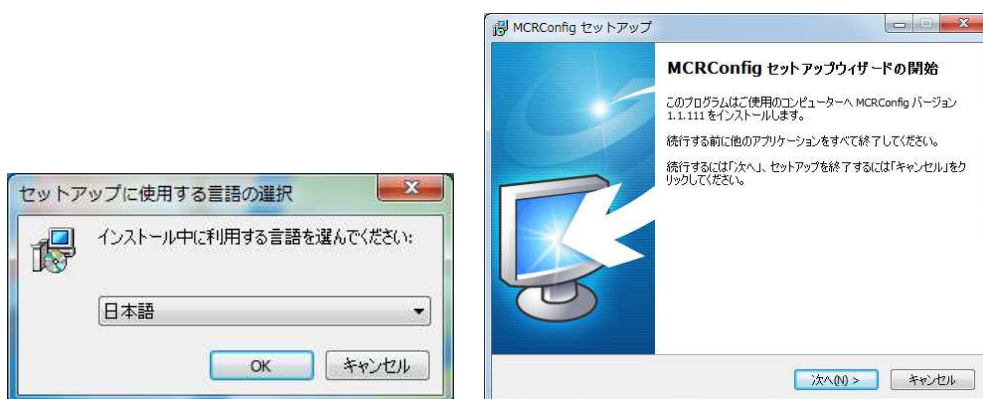 セットアップに使用する言語の選択
インストール中に利用する言語を選んでください:
日本語
OK
キャンセル
MCRConfig セットアップ
MCRConfig セットアップウィザードの開始
このプログラムはご使用のコンピューターへ MCRConfig バージョン
1.1.111 をインストールします。
続行する前に他のアプリケーションをすべて終了してください。
続行するには「次へ」、セットアップを終了するには「キャンセル」をク
リックしてください。
次へ(N) >
キャンセル